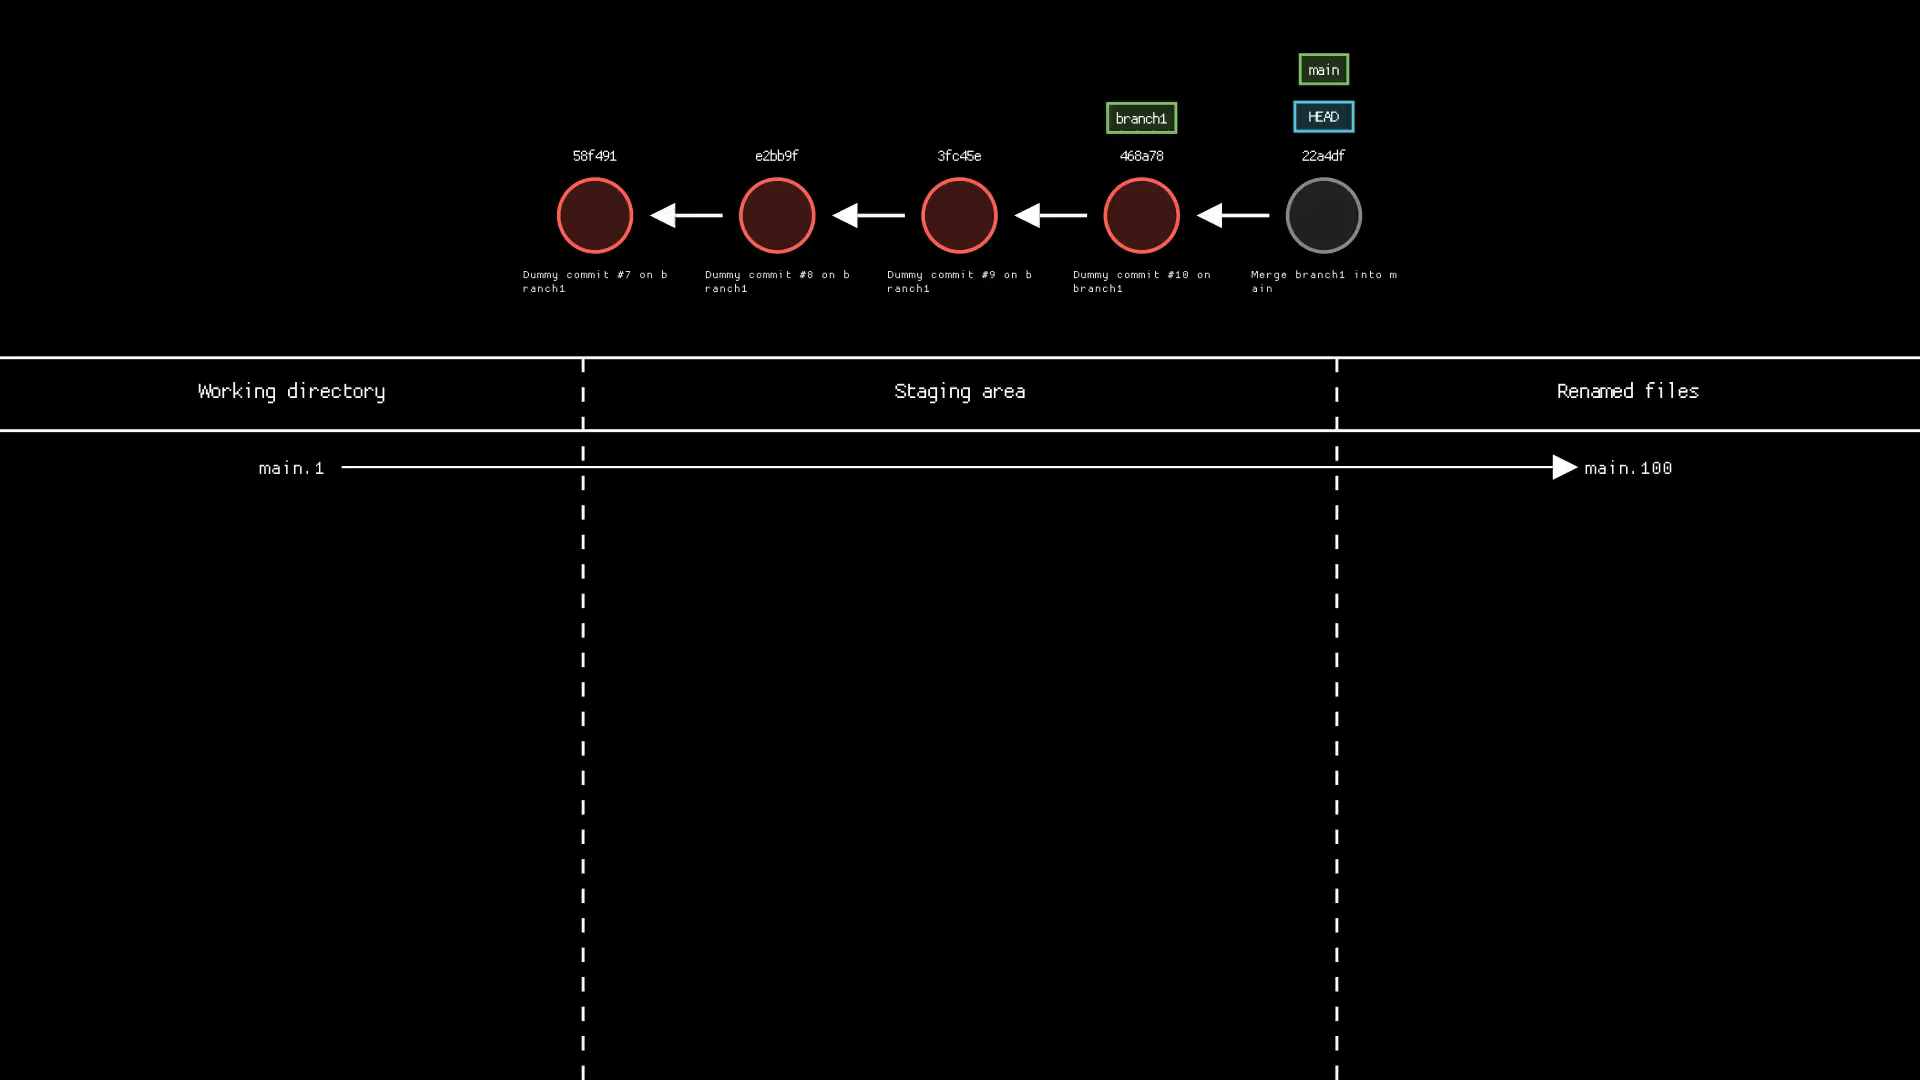 main
branch1
HEAD
58f491
e2bb9f
3fc45e
468a78
22a4df
Dummy commit #7 on b
ranch1
Dummy commit #8 on b
ranch1
Dummy commit #9 on b
ranch1
Dummy commit #10 on
branch1
Merge branch1 into m
ain
Working directory
Staging area
Renamed files
main.1
main.100